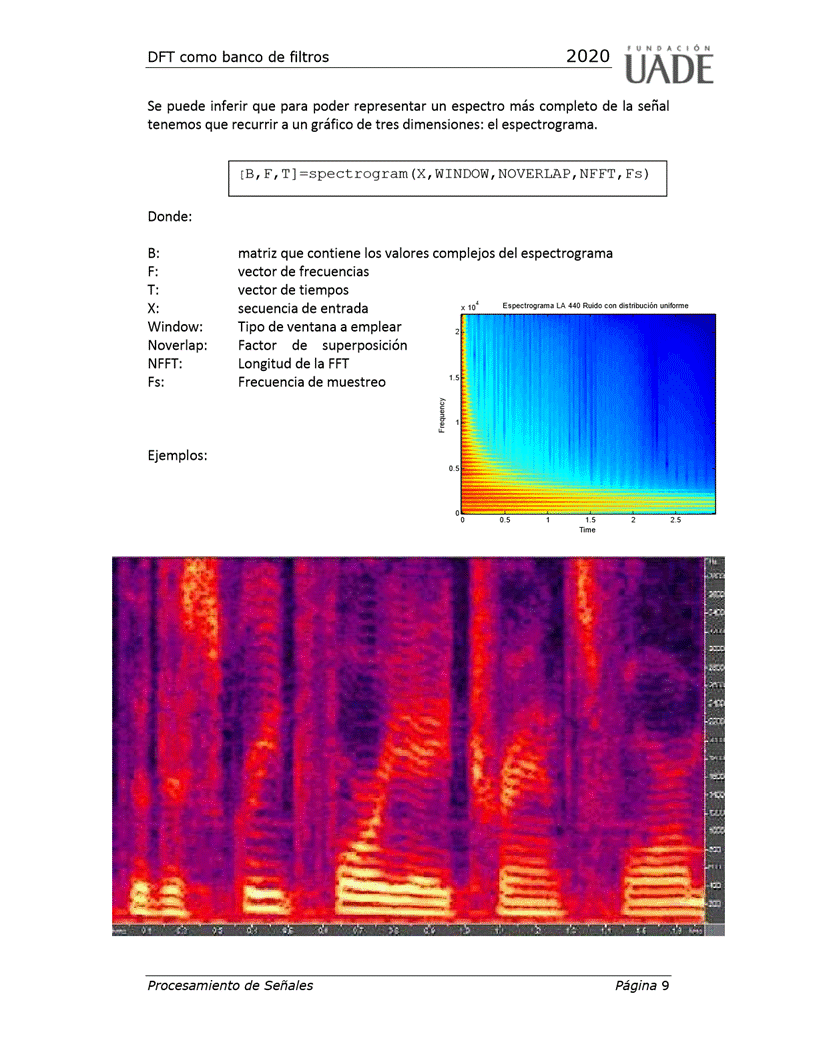 DFT como banco de filtros 2020 FUNDACIÓN UADE
Se puede inferir que para poder representar un espectro más completo de la señal
tenemos que recurrir a un gráfico de tres dimensiones: el espectrograma.
[B,F,T]=spectrogram(X,WINDOW,NOVERLAP,NFFT,Fs)
Donde:
B: matriz que contiene los valores complejos del espectrograma
F: vector de frecuencias
T: vector de tiempos
X: secuencia de entrada
Window: Tipo de ventana a emplear
Noverlap: Factor de superposición
NFFT: Longitud de la FFT
Fs: Frecuencia de muestreo
Ejemplos:
x 10⁴ Espectrograma LA 440 Ruido con distribución uniforme
2
1.5
1
0.5
0
Frequency
0 0.5 1 1.5 2 2.5
Time
Procesamiento de Señales Página 9